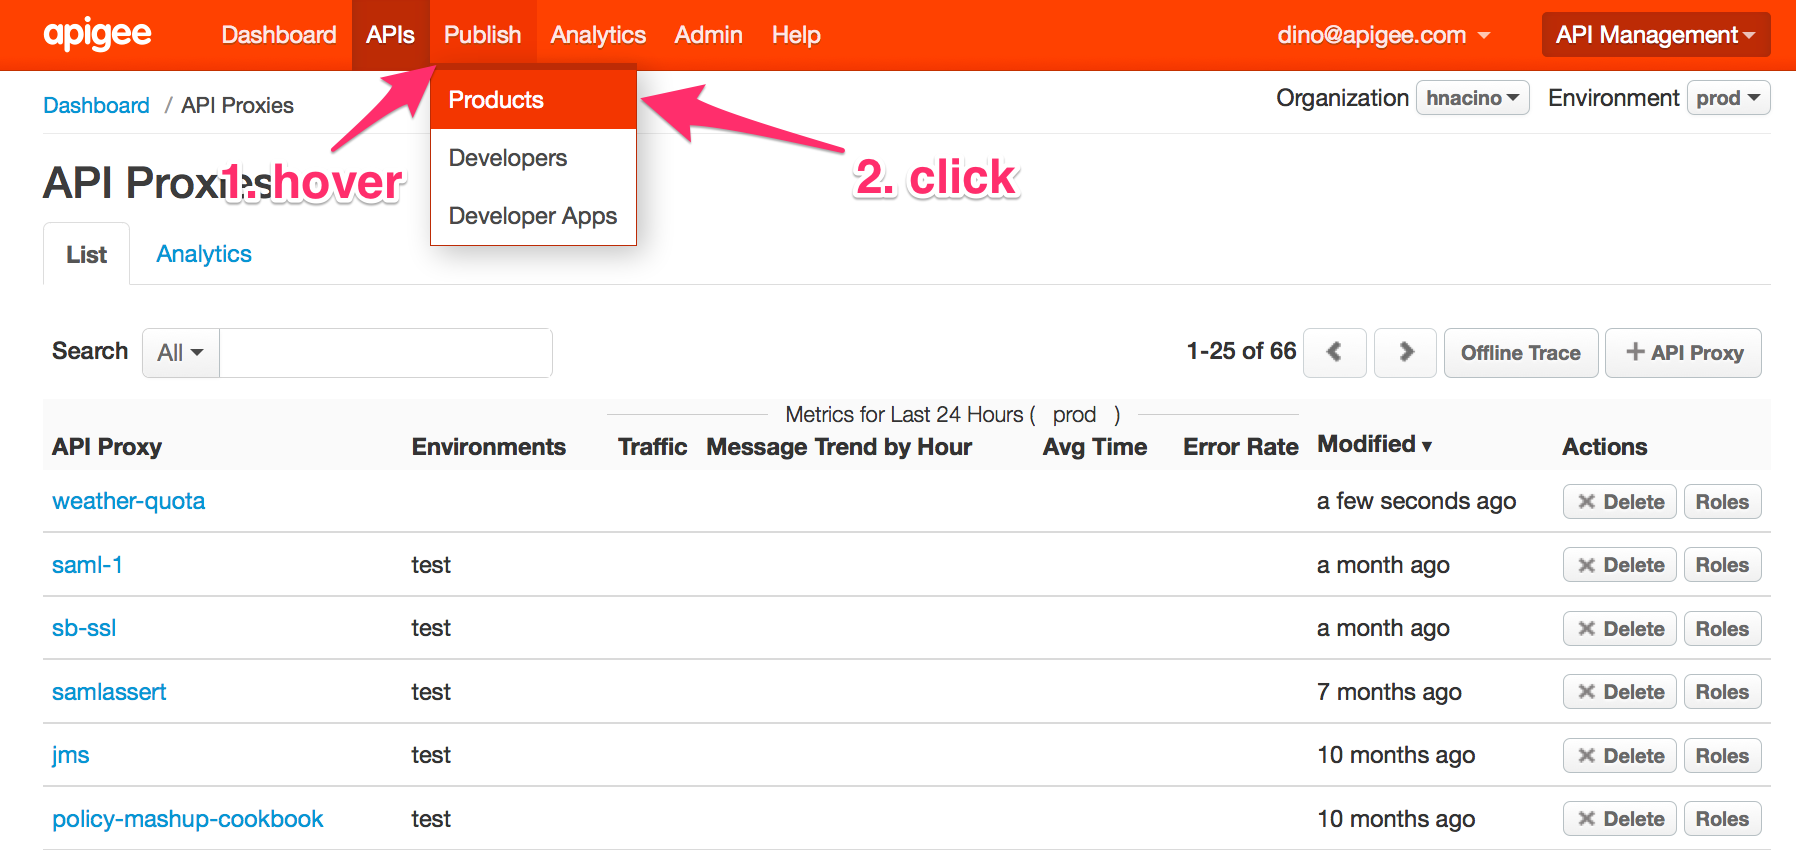 apigee Dashboard APIs Publish Analytics Admin Help dino@apigee.com API Management
Dashboard / API Proxies
Organization hnacino Environment prod
Products
Developers
Developer Apps
1. hover
2. click
API Proxies
List Analytics
Search All
1-25 of 66 Offline Trace + API Proxy
Metrics for Last 24 Hours ( prod )
API Proxy Environments Traffic Message Trend by Hour Avg Time Error Rate Modified ▾ Actions
weather-quota a few seconds ago × Delete Roles
saml-1 test a month ago × Delete Roles
sb-ssl test a month ago × Delete Roles
samlassert test 7 months ago × Delete Roles
jms test 10 months ago × Delete Roles
policy-mashup-cookbook test 10 months ago × Delete Roles